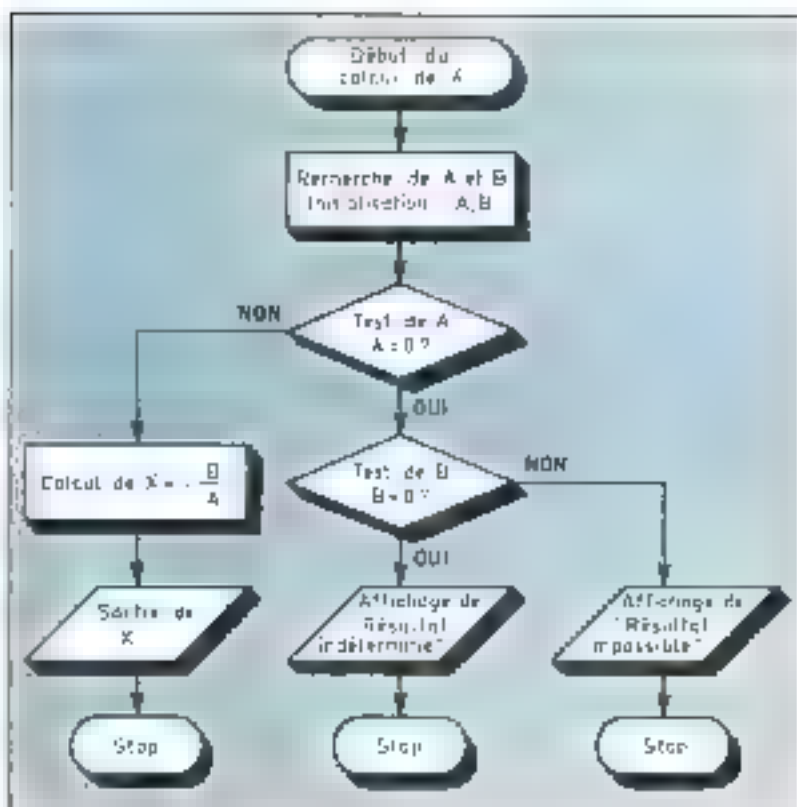 Début du
calcul de X
Recherche de A et B
Initialisation A,B
Test de A
A = 0 ?
NON
OUI
Calcul de X = - B
A
Test de B
B = 0 ?
NON
OUI
Sortie de
X
Affichage de
"Résultat
indéterminé"
Affichage de
"Résultat
impossible"
Stop
Stop
Stop